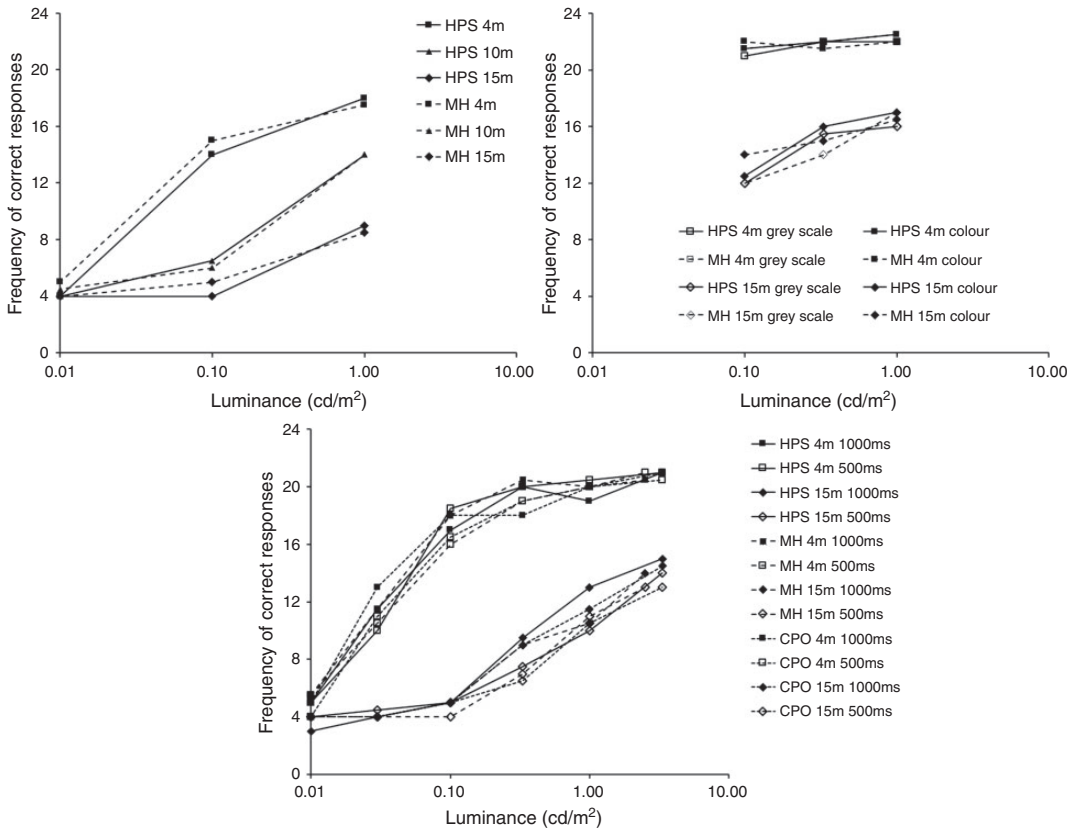 24
20
16
12
8
4
0
Frequency of correct responses
0.01
0.10
1.00
10.00
Luminance (cd/m²)
HPS 4m
HPS 10m
HPS 15m
MH 4m
MH 10m
MH 15m
24
20
16
12
8
4
0
Frequency of correct responses
0.10
1.00
10.00
Luminance (cd/m²)
HPS 4m grey scale
HPS 4m colour
MH 4m grey scale
MH 4m colour
HPS 15m grey scale
HPS 15m colour
MH 15m grey scale
MH 15m colour
24
20
16
12
8
4
0
Frequency of correct responses
0.01
0.10
1.00
10.00
Luminance (cd/m²)
HPS 4m 1000ms
HPS 4m 500ms
HPS 15m 1000ms
HPS 15m 500ms
MH 4m 1000ms
MH 4m 500ms
MH 15m 1000ms
MH 15m 500ms
CPO 4m 1000ms
CPO 4m 500ms
CPO 15m 1000ms
CPO 15m 500ms